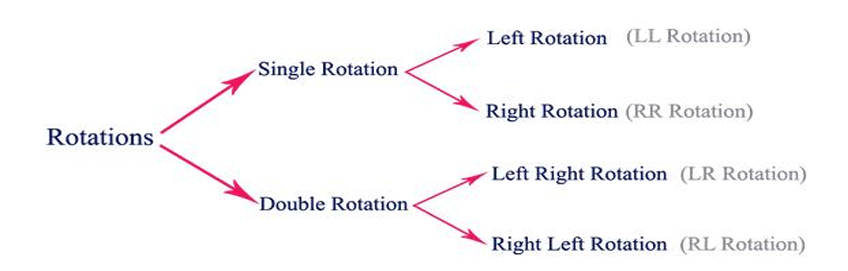 Left Rotation (LL Rotation)
Single Rotation
Right Rotation (RR Rotation)
Rotations
Left Right Rotation (LR Rotation)
Double Rotation
Right Left Rotation (RL Rotation)